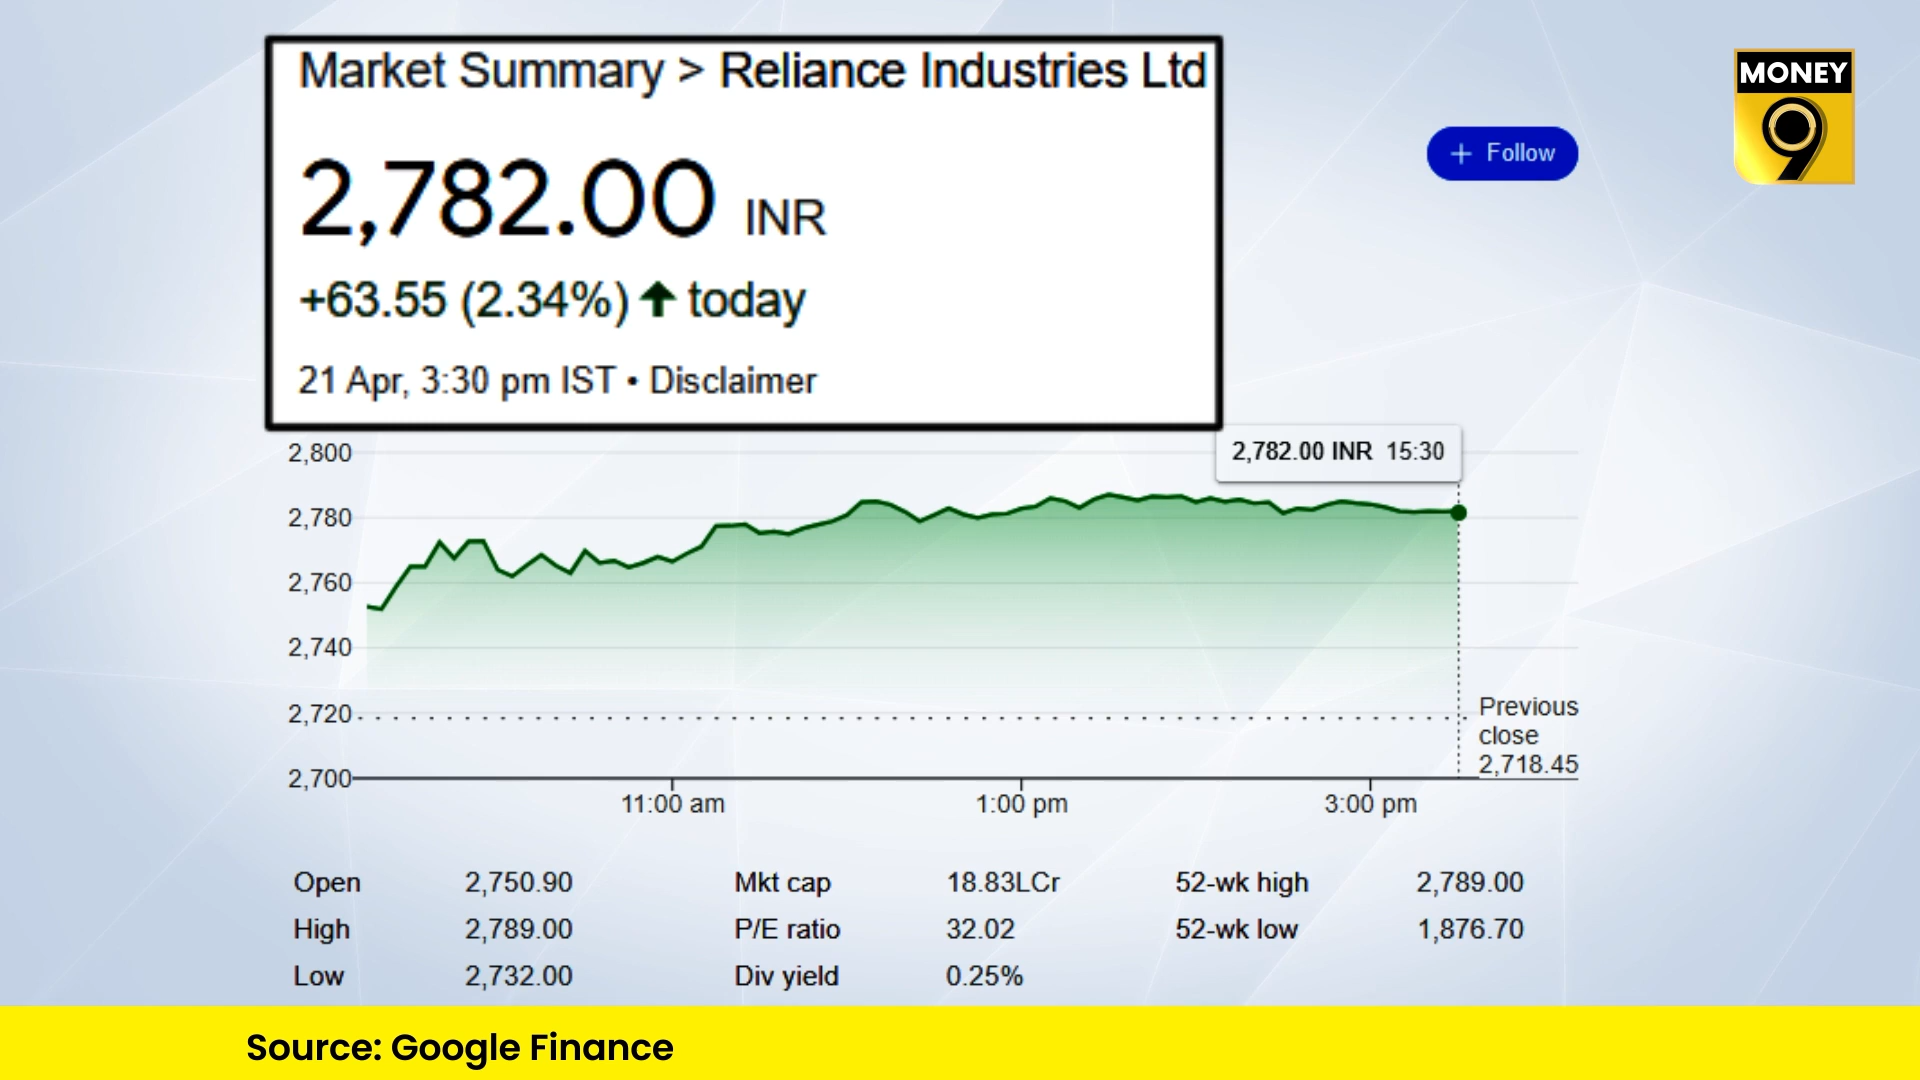 Market Summary > Reliance Industries Ltd
MONEY
9
2,782.00 INR
+ Follow
+63.55 (2.34%) ↑ today
21 Apr, 3:30 pm IST • Disclaimer
2,782.00 INR 15:30
2,800
2,780
2,760
2,740
2,720
2,700
Previous
close
2,718.45
11:00 am 1:00 pm 3:00 pm
Open 2,750.90 Mkt cap 18.83LCr 52-wk high 2,789.00
High 2,789.00 P/E ratio 32.02 52-wk low 1,876.70
Low 2,732.00 Div yield 0.25%
Source: Google Finance